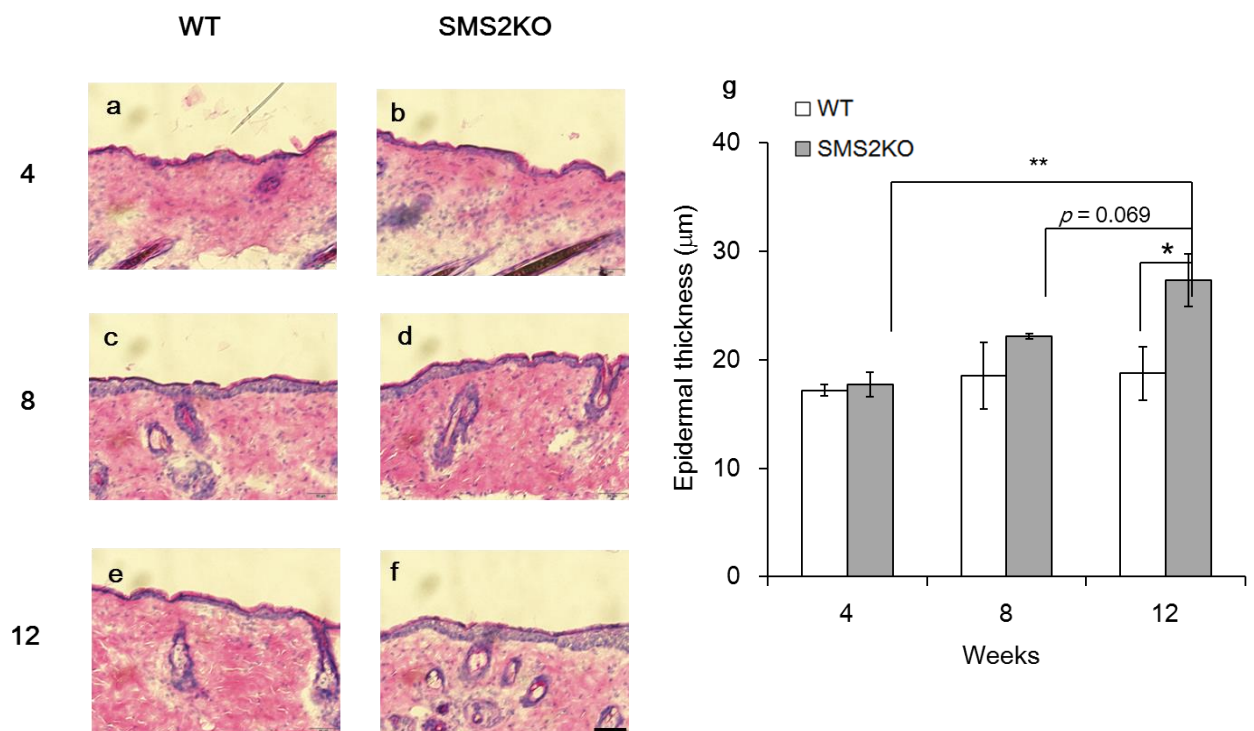 WT
SMS2KO
4
a
b
8
c
d
12
e
f
g
WT
SMS2KO
40
30
20
10
0
Epidermal thickness (μm)
**
p = 0.069
*
4
8
12
Weeks